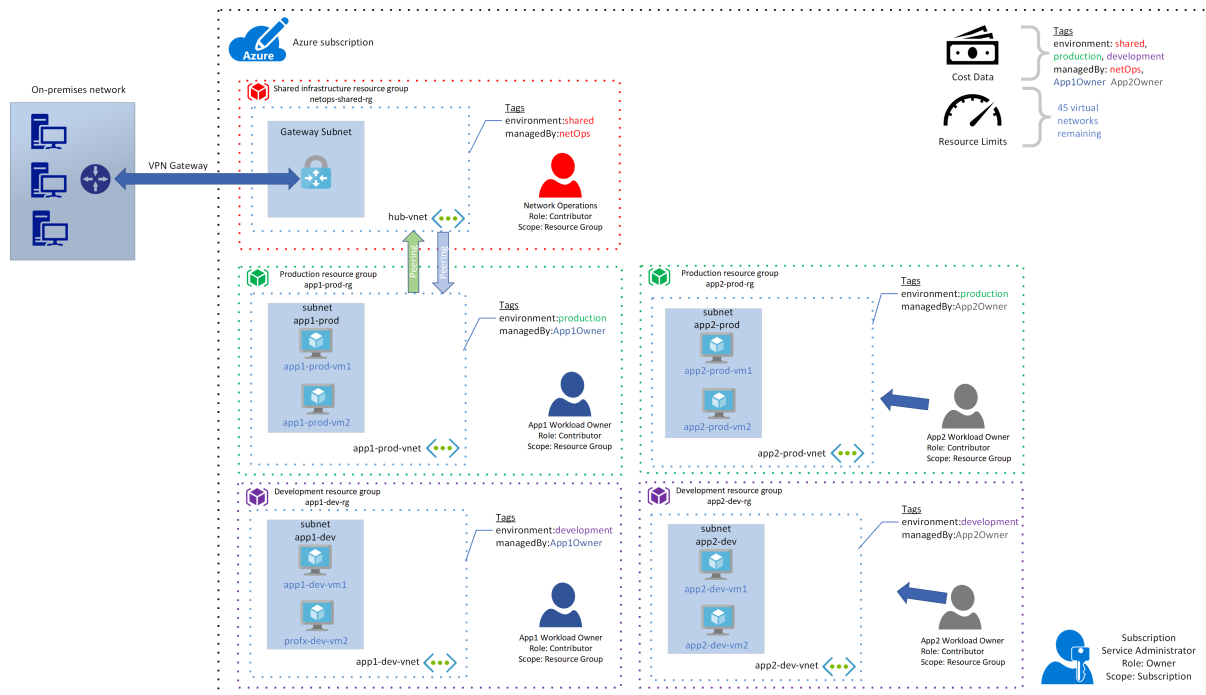 Azure
Azure subscription
Cost Data
Tags
environment: shared,
production, development
managedBy: netOps,
App1Owner App2Owner
Resource Limits
45 virtual
networks
remaining
On-premises network
VPN Gateway
Shared infrastructure resource group
netops-shared-rg
Gateway Subnet
Tags
environment:shared
managedBy:netOps
Network Operations
Role: Contributor
Scope: Resource Group
hub-vnet
Peering
Peering
Production resource group
app1-prod-rg
subnet
app1-prod
app1-prod-vm1
app1-prod-vm2
Tags
environment:production
managedBy:App1Owner
App1 Workload Owner
Role: Contributor
Scope: Resource Group
app1-prod-vnet
Production resource group
app2-prod-rg
subnet
app2-prod
app2-prod-vm1
app2-prod-vm2
Tags
environment:production
managedBy:App2Owner
App2 Workload Owner
Role: Contributor
Scope: Resource Group
app2-prod-vnet
Development resource group
app1-dev-rg
subnet
app1-dev
app1-dev-vm1
profx-dev-vm2
Tags
environment:development
managedBy:App1Owner
App1 Workload Owner
Role: Contributor
Scope: Resource Group
app1-dev-vnet
Development resource group
app2-dev-rg
subnet
app2-dev
app2-dev-vm1
app2-dev-vm2
Tags
environment:development
managedBy:App2Owner
App2 Workload Owner
Role: Contributor
Scope: Resource Group
app2-dev-vnet
Subscription
Service Administrator
Role: Owner
Scope: Subscription